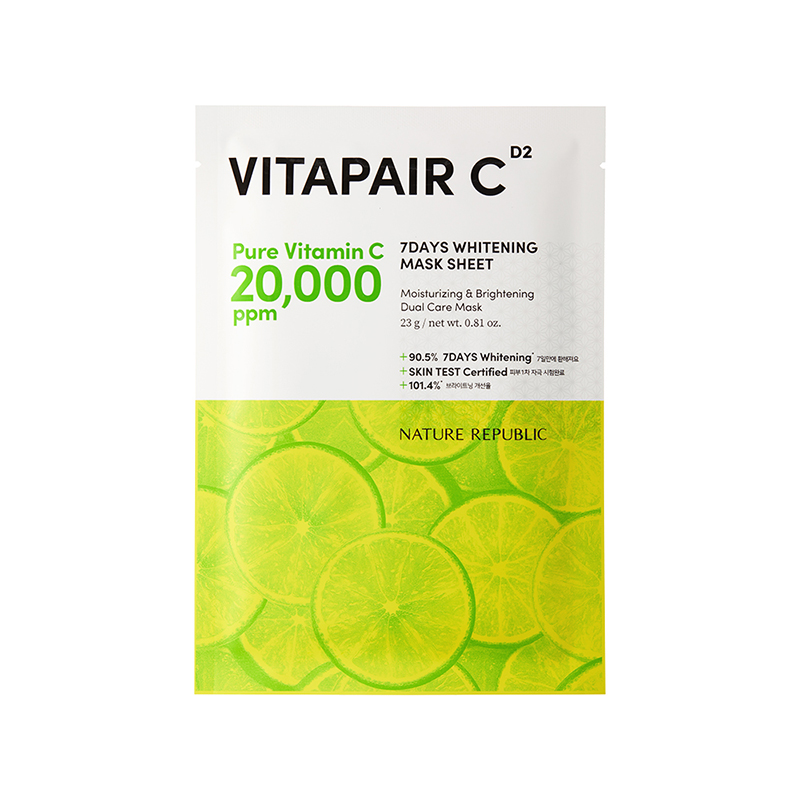 VITAPAIR C D2
Pure Vitamin C
20,000
ppm
7DAYS WHITENING
MASK SHEET
Moisturizing & Brightening
Dual Care Mask
23 g / net wt. 0.81 oz.
+90.5% 7DAYS Whitening* 7일만에 환해져요
+SKIN TEST Certified 피부1차 자극 시험완료
+101.4%* 브라이트닝 개선율
NATURE REPUBLIC